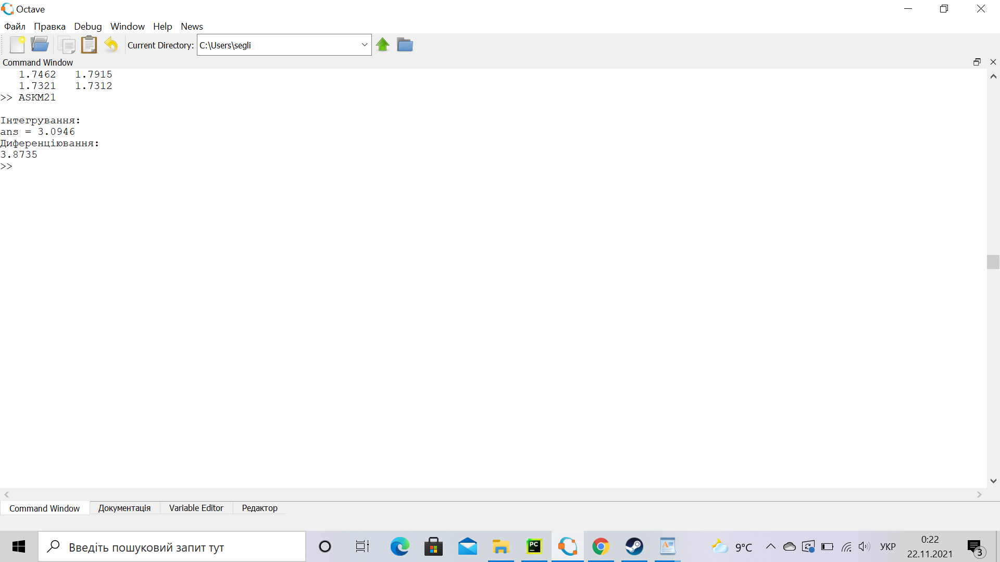 Octave
Файл Правка Debug Window Help News
Current Directory: C:\Users\segli
Command Window
1.7462 1.7915
1.7321 1.7312
>> ASKM21
Інтегрування:
ans = 3.0946
Диференціювання:
3.8735
>>
Command Window Документація Variable Editor Редактор
Введіть пошуковий запит тут
PC
9°C
УКР
0:22
22.11.2021
3